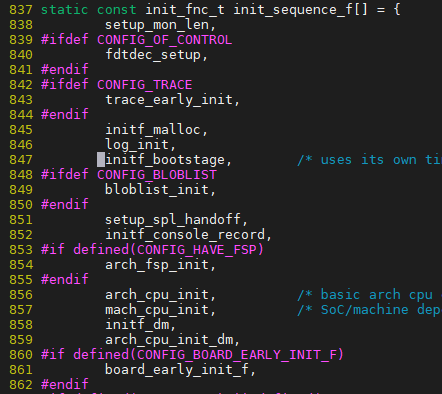 837 static const init_fnc_t init_sequence_f[] = {
838         setup_mon_len,
839 #ifdef CONFIG_OF_CONTROL
840         fdtdec_setup,
841 #endif
842 #ifdef CONFIG_TRACE
843         trace_early_init,
844 #endif
845         initf_malloc,
846         log_init,
847         initf_bootstage,        /* uses its own ti
848 #ifdef CONFIG_BLOBLIST
849         bloblist_init,
850 #endif
851         setup_spl_handoff,
852         initf_console_record,
853 #if defined(CONFIG_HAVE_FSP)
854         arch_fsp_init,
855 #endif
856         arch_cpu_init,          /* basic arch cpu
857         mach_cpu_init,          /* SoC/machine dep
858         initf_dm,
859         arch_cpu_init_dm,
860 #if defined(CONFIG_BOARD_EARLY_INIT_F)
861         board_early_init_f,
862 #endif